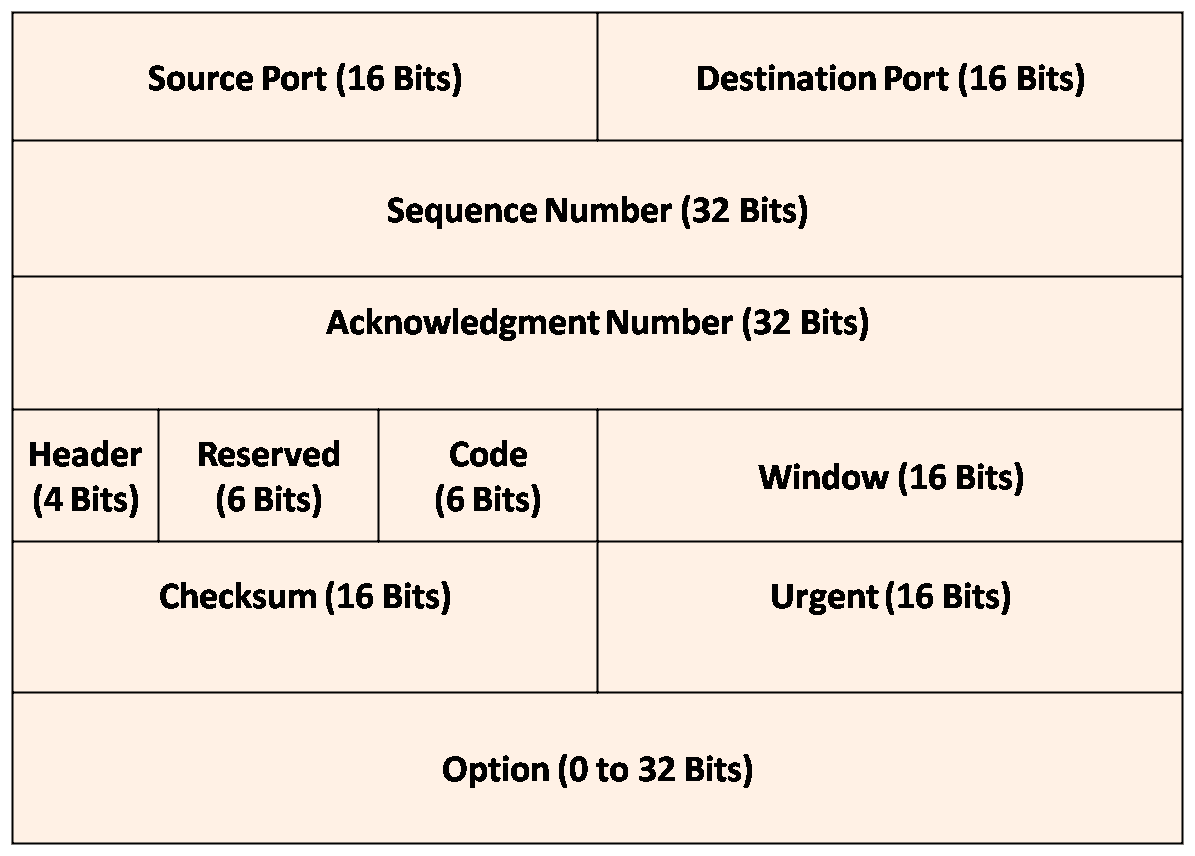 Source Port (16 Bits)
Destination Port (16 Bits)
Sequence Number (32 Bits)
Acknowledgment Number (32 Bits)
Header
(4 Bits)
Reserved
(6 Bits)
Code
(6 Bits)
Window (16 Bits)
Checksum (16 Bits)
Urgent (16 Bits)
Option (0 to 32 Bits)